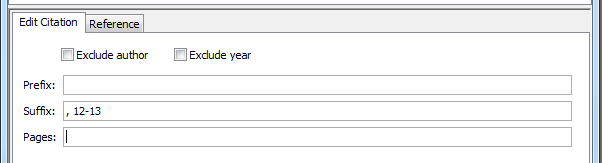 Edit Citation Reference
Exclude author Exclude year
Prefix:
Suffix: , 12-13
Pages: